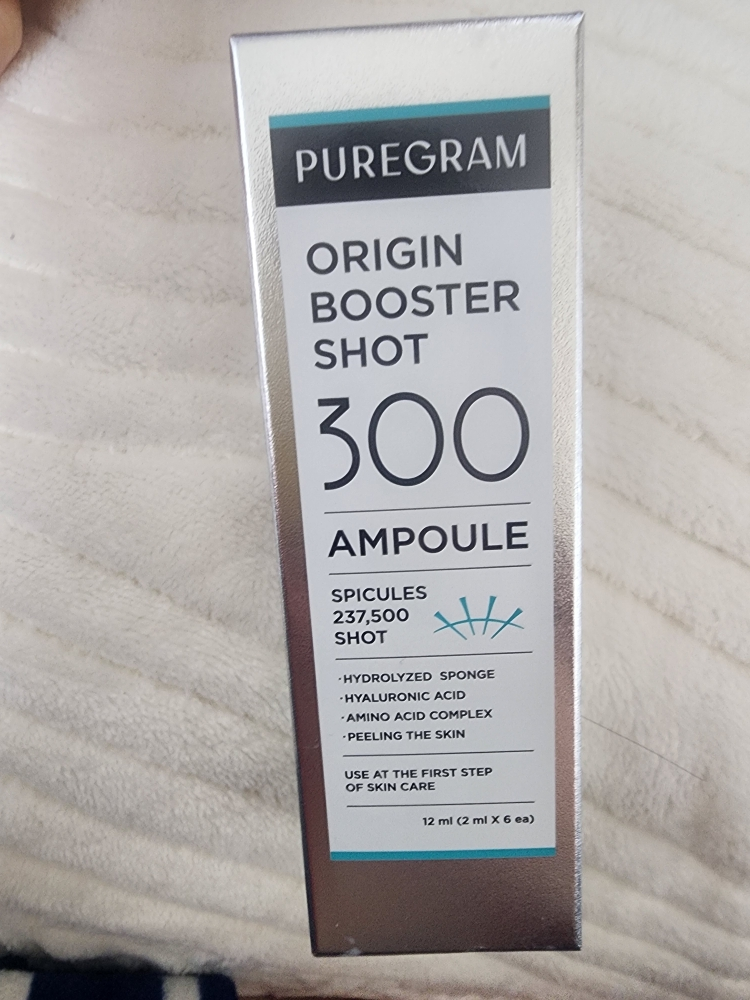 PUREGRAM
ORIGIN
BOOSTER
SHOT
300
AMPOULE
SPICULES
237,500
SHOT
·HYDROLYZED SPONGE
·HYALURONIC ACID
·AMINO ACID COMPLEX
·PEELING THE SKIN
USE AT THE FIRST STEP
OF SKIN CARE
12 ml (2 ml X 6 ea)